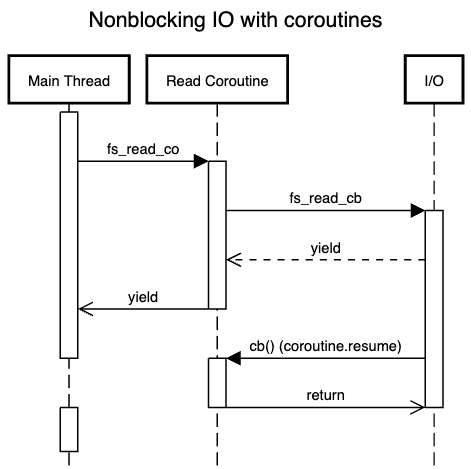 Nonblocking IO with coroutines
Main Thread
Read Coroutine
I/O
fs_read_co
fs_read_cb
yield
yield
cb() (coroutine.resume)
return